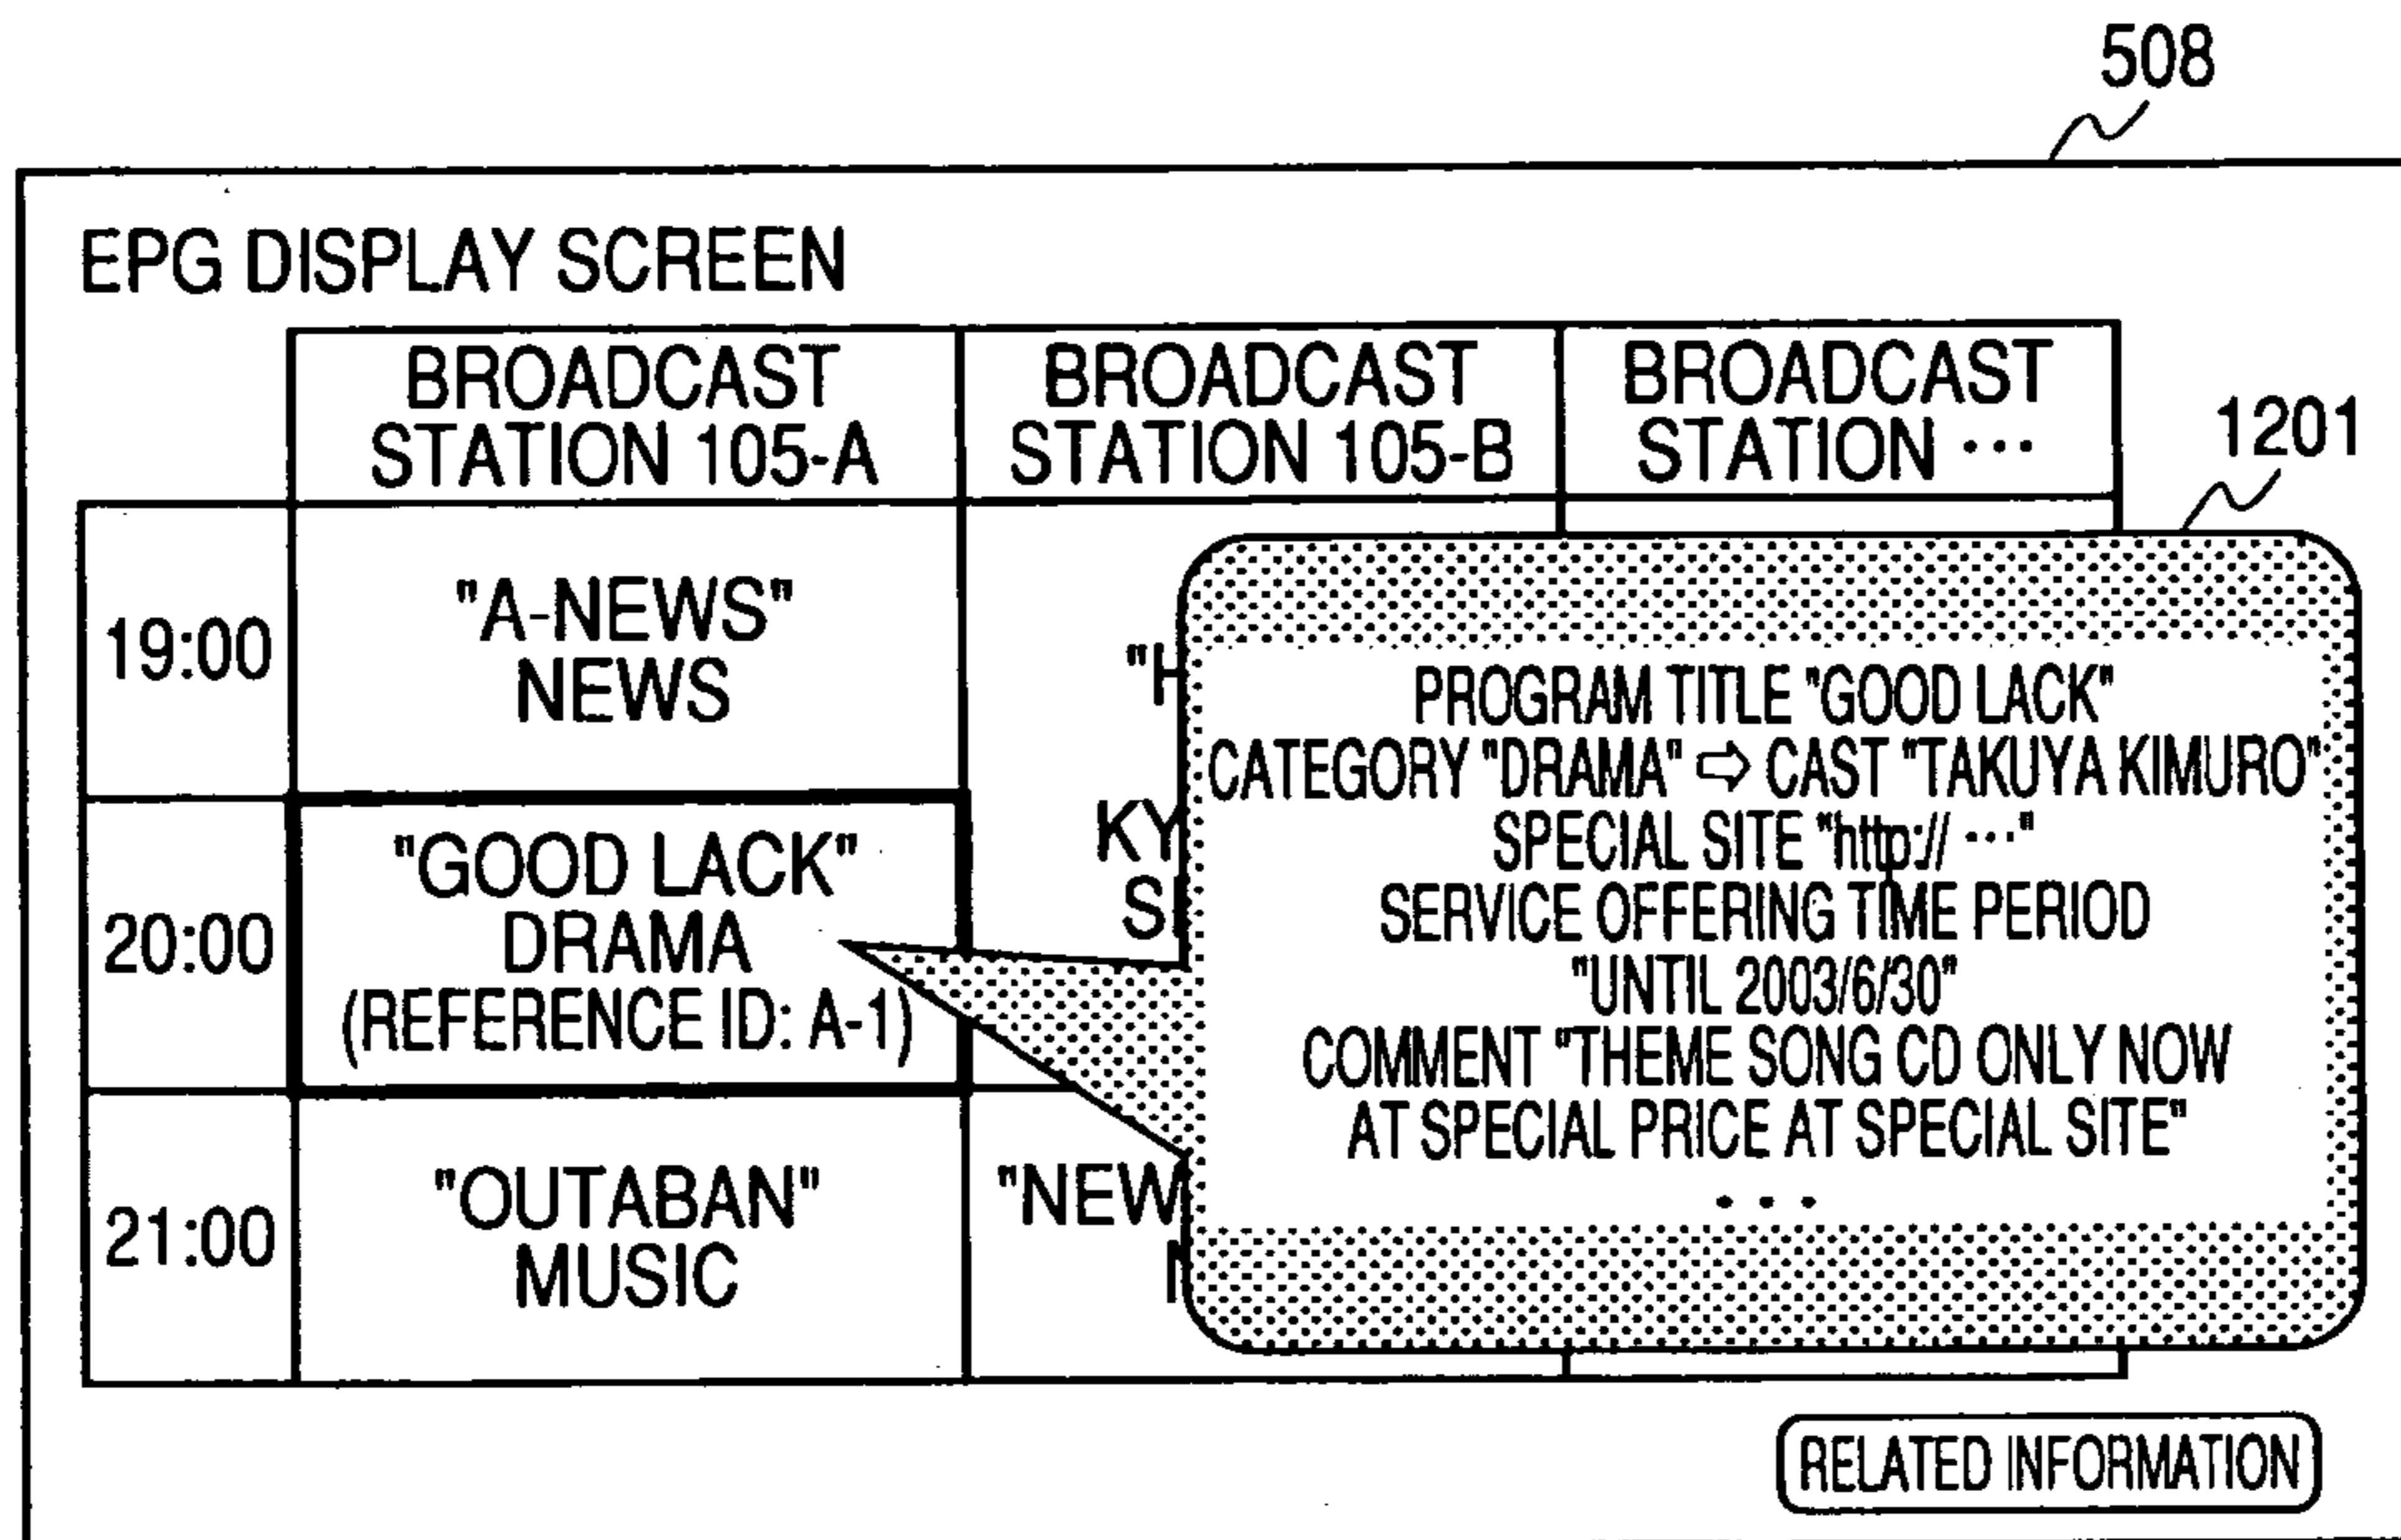 508
EPG DISPLAY SCREEN
BROADCAST
STATION 105-A
BROADCAST
STATION 105-B
BROADCAST
STATION ···
1201
19:00
"A-NEWS"
NEWS
20:00
"GOOD LACK"
DRAMA
(REFERENCE ID: A-1)
KY
21:00
"OUTABAN"
MUSIC
"NEW
PROGRAM TITLE "GOOD LACK"
CATEGORY "DRAMA" ⇨ CAST "TAKUYA KIMURO"
SPECIAL SITE "http:// ···"
SERVICE OFFERING TIME PERIOD
"UNTIL 2003/6/30"
COMMENT "THEME SONG CD ONLY NOW
AT SPECIAL PRICE AT SPECIAL SITE"
···
RELATED INFORMATION